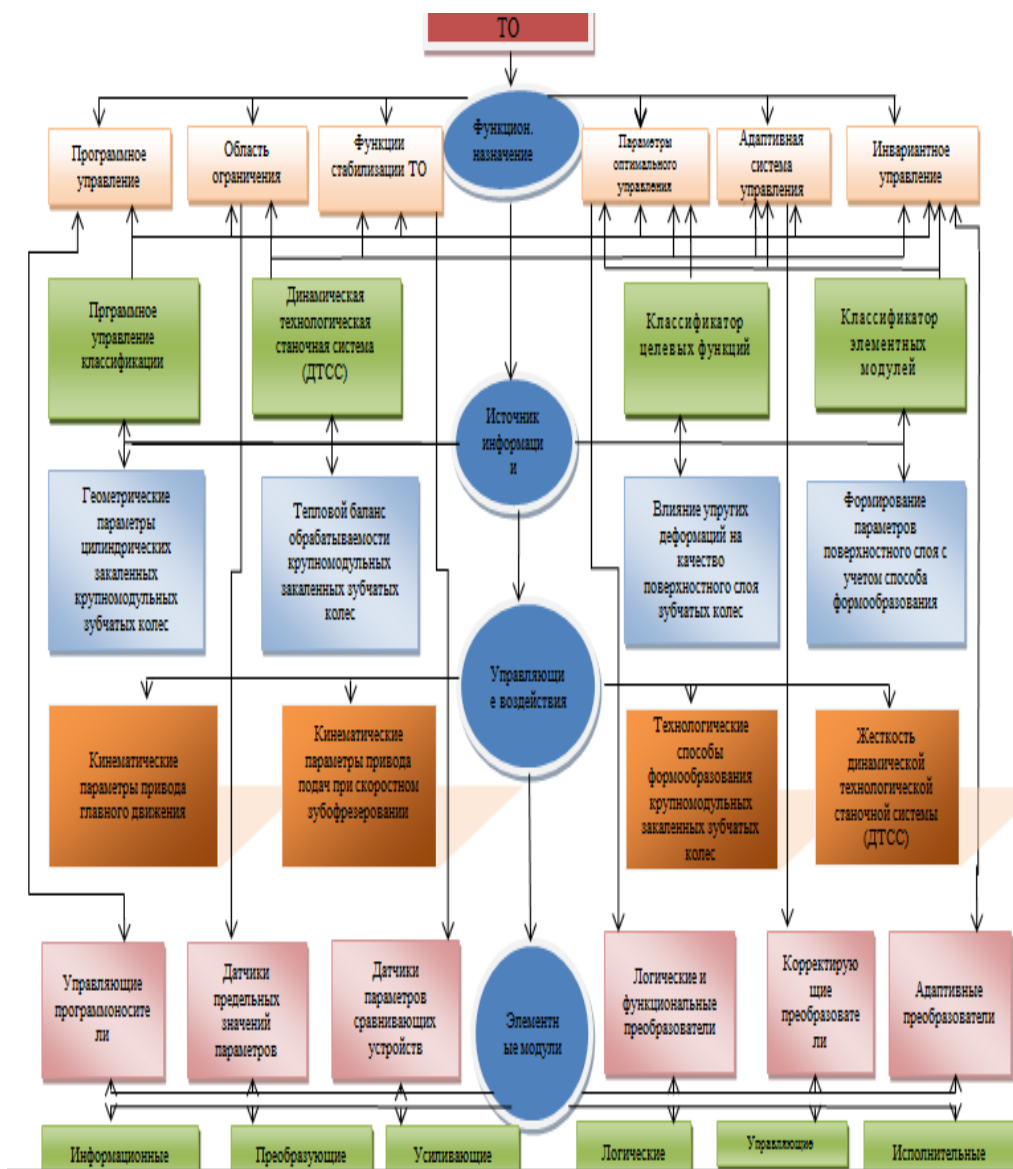 ТО
Функцион.
назначение
Программное
управление
Область
ограничения
Функции
стабилизации ТО
Параметры
оптимального
управления
Адаптивная
система
управления
Инвариантное
управление
Прграммное
управление
классификации
Динамическая
технологическая
станочная система
(ДТСС)
Классификатор
целевых функций
Классификатор
элементных
модулей
Источник
информаци
и
Геометрические
параметры
цилиндрических
закаленных
крупномодульных
зубчатых колес
Тепловой баланс
обрабатываемости
крупномодульных
закаленных
зубчатых колес
Влияние упругих
деформаций на
качество
поверхностного слоя
зубчатых колес
Формирование
параметров
поверхностного слоя с
учетом способа
формообразования
Управляющи
е воздействия
Кинематические
параметры привода
главного движения
Кинематические
параметры привода
подач при скоростном
зубофрезеровании
Технологические
способы
формообразования
крупномодульных
закаленных зубчатых
колес
Жесткость
динамической
технологической
станочной системы
(ДТСС)
Управляющие
программоносите
ли
Датчики
предельных
значений
параметров
Датчики
параметров
сравнивающих
устройств
Элементн
ые модули
Логические и
функциональные
преобразователи
Корректирую
щие
преобразовате
ли
Адаптивные
преобразователи
Информационные
Преобразующие
Усиливающие
Логические
Управляющие
Исполнительные